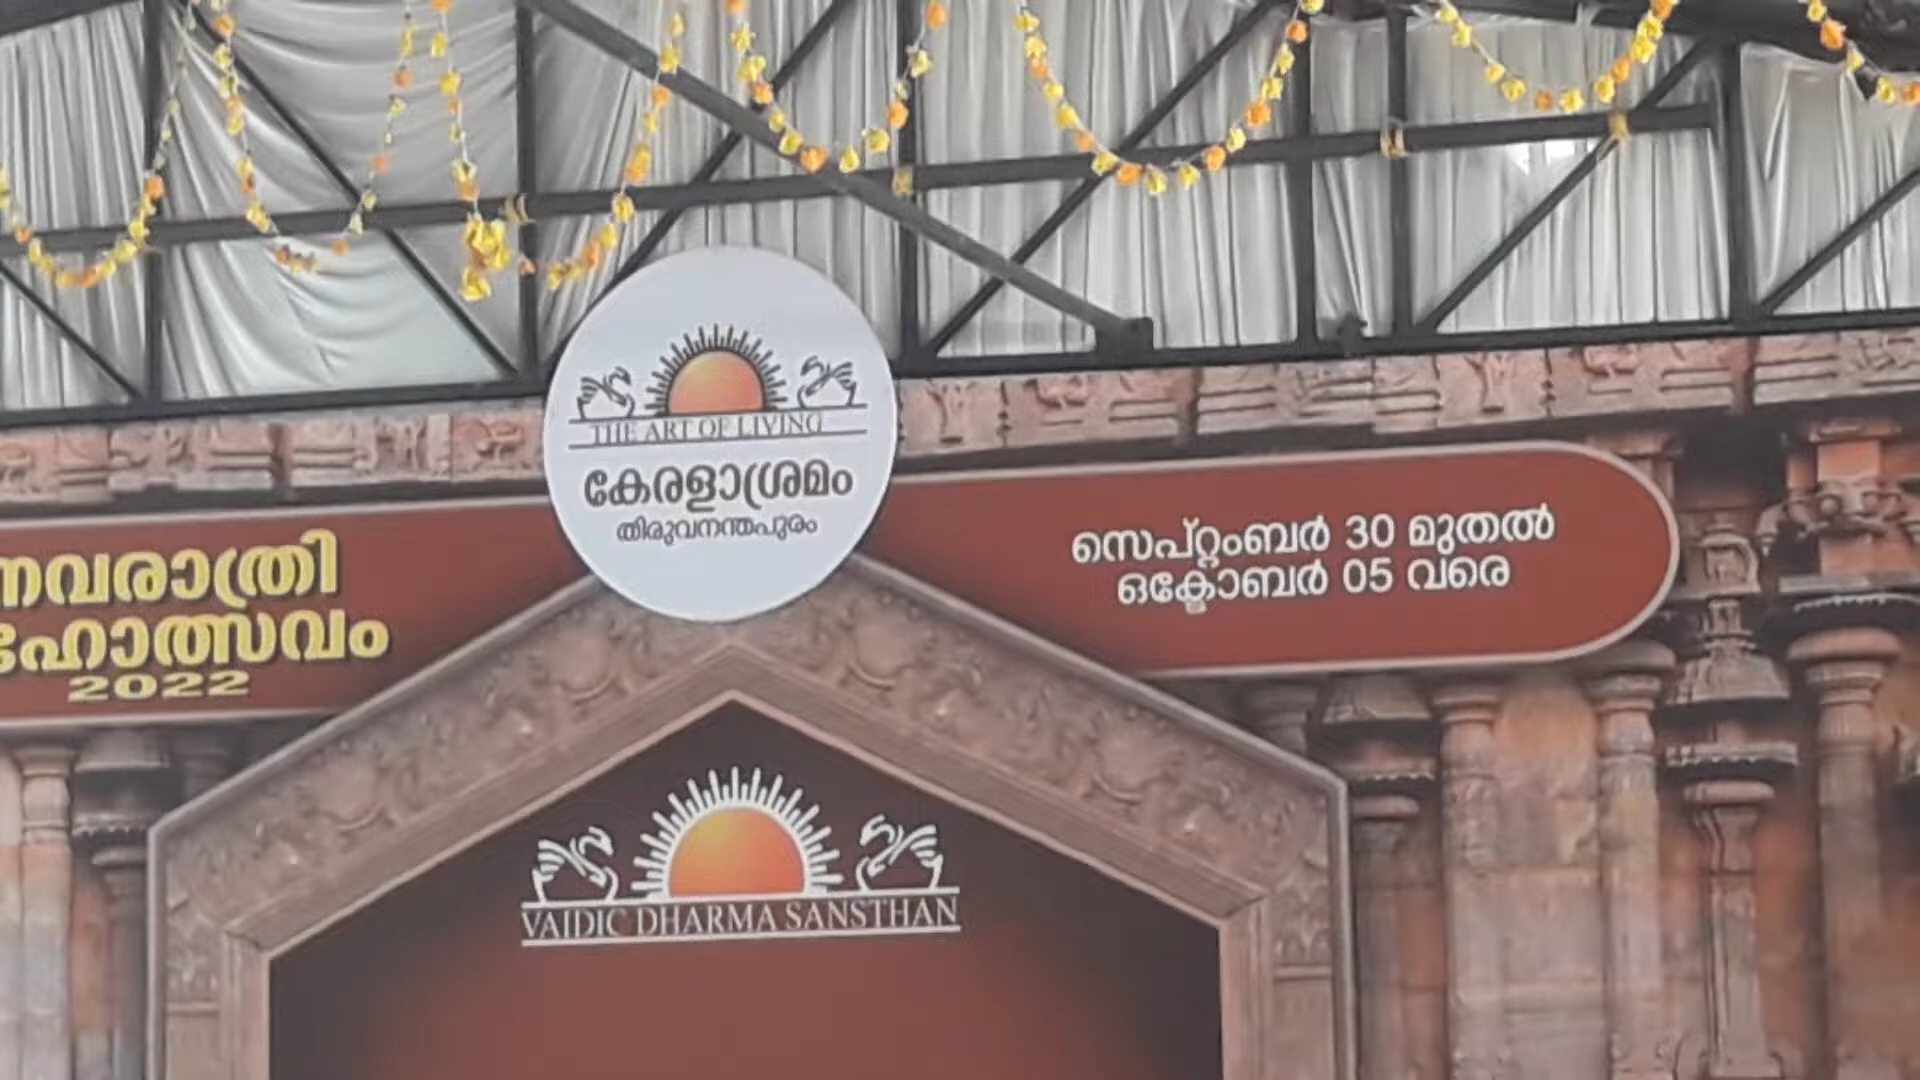 THE ART OF LIVING
കേരളാശ്രമം
തിരുവനന്തപുരം
നവരാത്രി
ഹോത്സവം
2022
സെപ്റ്റംബർ 30 മുതൽ
ഒക്ടോബർ 05 വരെ
VAIDIC DHARMA SANSTHAN